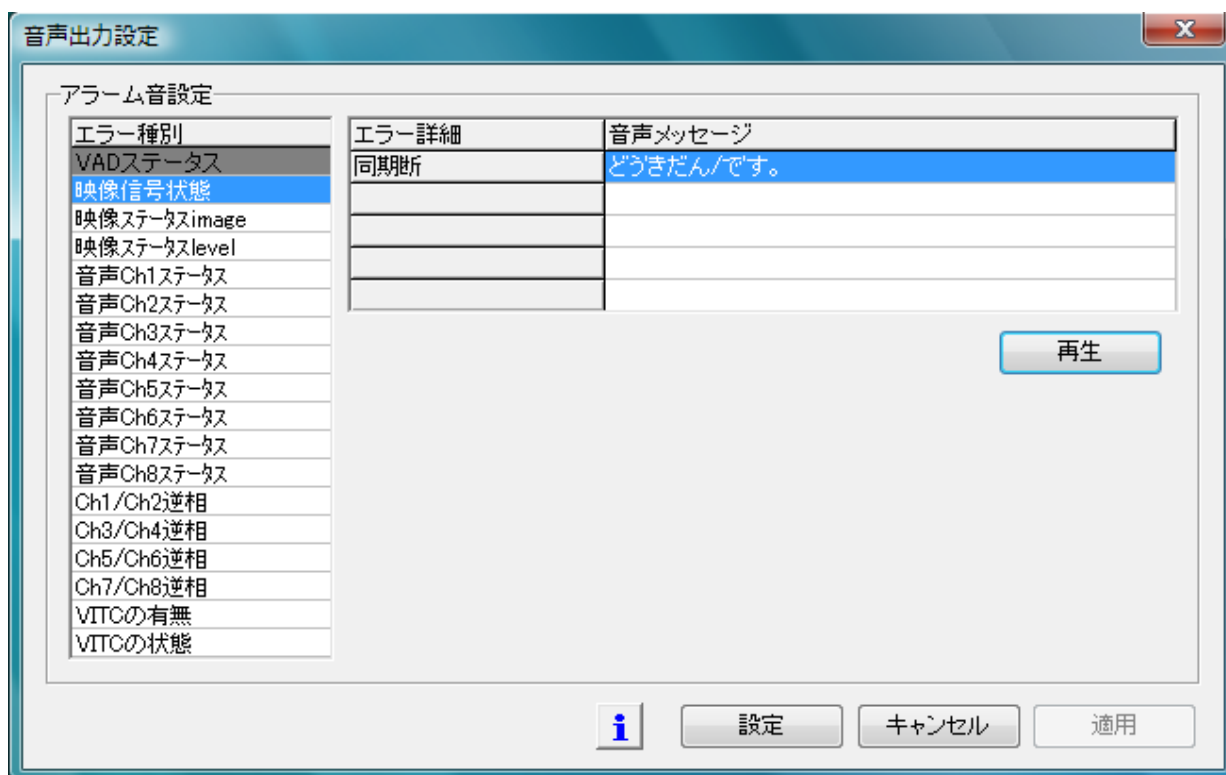 音声出力設定
アラーム音設定
エラー種別
VADステータス
映像信号状態
映像ｽﾃｰﾀｽimage
映像ｽﾃｰﾀｽlevel
音声Ch1ｽﾃｰﾀｽ
音声Ch2ｽﾃｰﾀｽ
音声Ch3ｽﾃｰﾀｽ
音声Ch4ｽﾃｰﾀｽ
音声Ch5ｽﾃｰﾀｽ
音声Ch6ｽﾃｰﾀｽ
音声Ch7ｽﾃｰﾀｽ
音声Ch8ｽﾃｰﾀｽ
Ch1/Ch2逆相
Ch3/Ch4逆相
Ch5/Ch6逆相
Ch7/Ch8逆相
VITCの有無
VITCの状態
エラー詳細 音声メッセージ
同期断 どうきだん/です。
再生
i 設定 キャンセル 適用